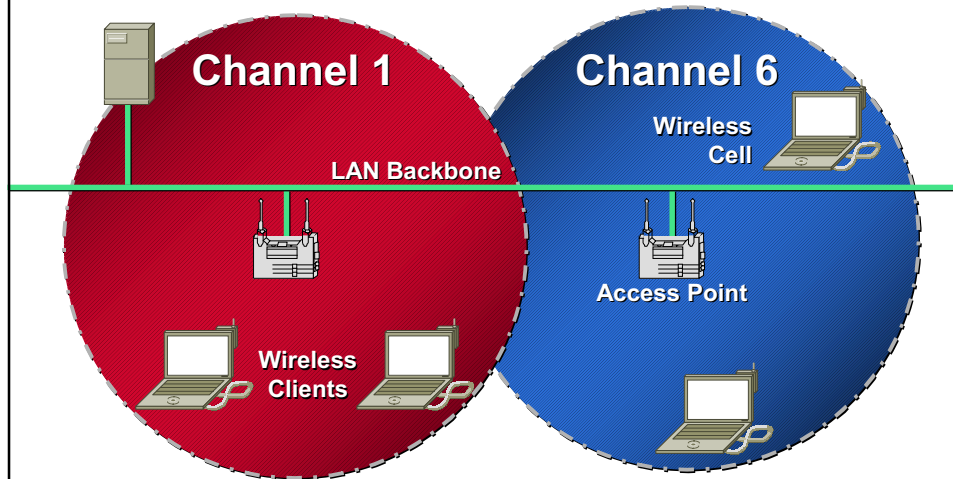 Channel 1
Channel 6
Wireless
Cell
LAN Backbone
Access Point
Wireless
Clients